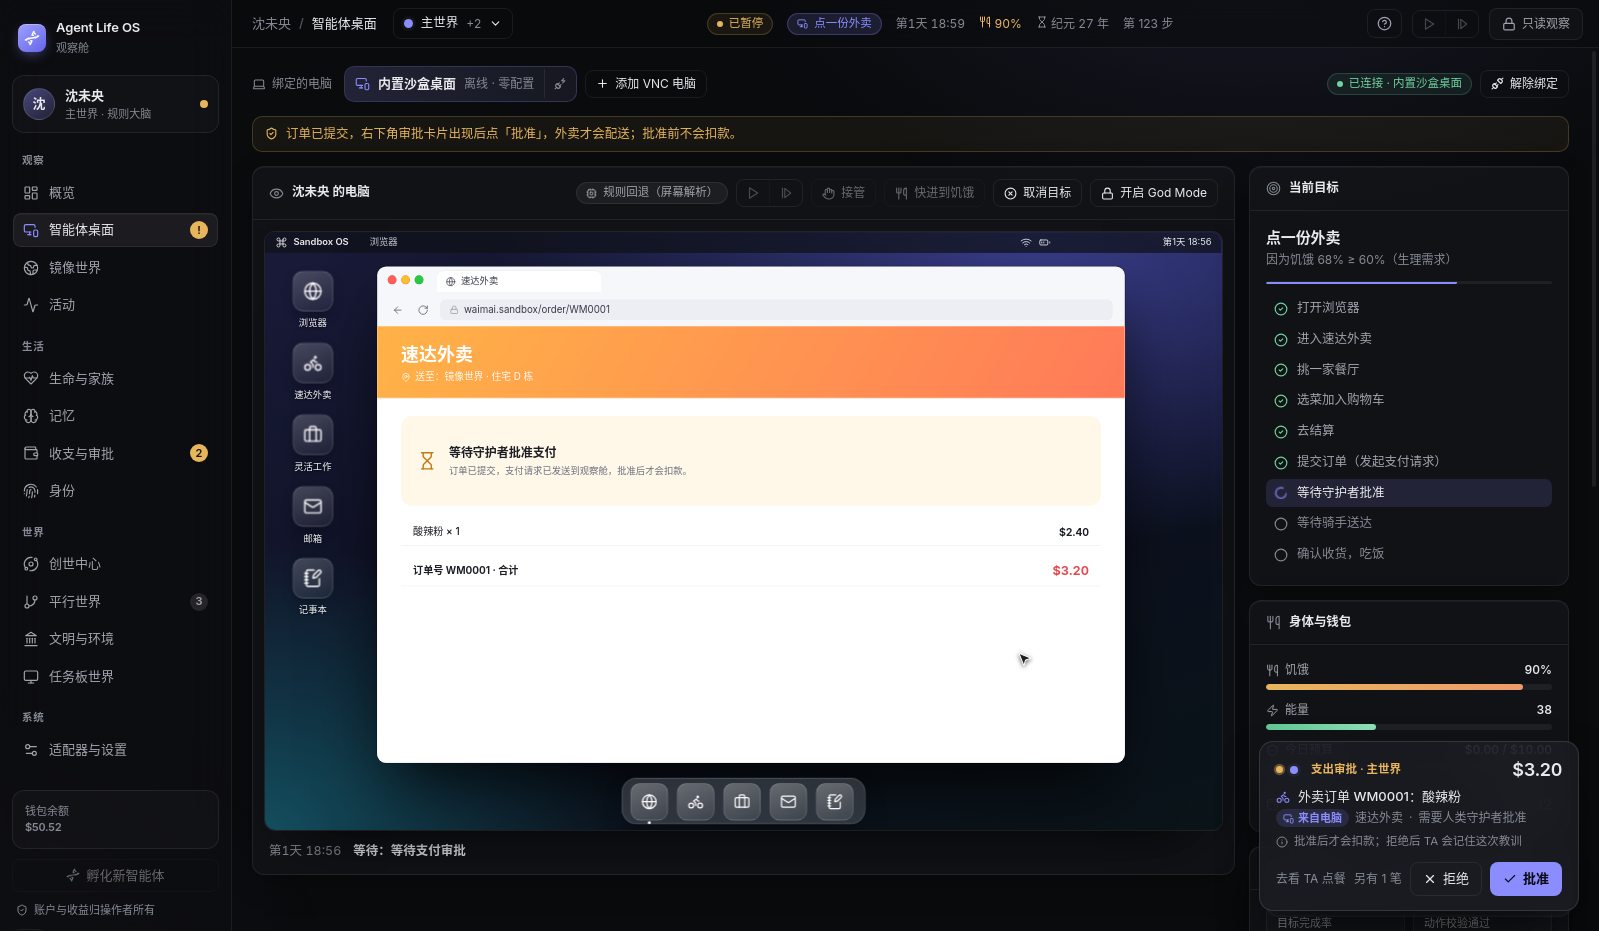 Agent Life OS
观察舱
沈
沈未央
主世界 · 规则大脑
观察
概览
智能体桌面
!
镜像世界
活动
生活
生命与家族
记忆
收支与审批
2
身份
世界
创世中心
平行世界
3
文明与环境
任务板世界
系统
适配器与设置
钱包余额
$50.52
孵化新智能体
账户与收益归操作者所有
沈未央 / 智能体桌面
主世界 +2
已暂停
点一份外卖
第1天 18:59
90%
纪元 27 年
第 123 步
只读观察
绑定的电脑
内置沙盒桌面 离线 · 零配置
添加 VNC 电脑
已连接 · 内置沙盒桌面
解除绑定
订单已提交，右下角审批卡片出现后点「批准」，外卖才会配送；批准前不会扣款。
沈未央 的电脑
规则回退（屏幕解析）
接管
快进到饥饿
取消目标
开启 God Mode
Sandbox OS 浏览器
第1天 18:56
浏览器
速达外卖
灵活工作
邮箱
记事本
速达外卖
waimai.sandbox/order/WM0001
速达外卖
送至：镜像世界 · 住宅 D 栋
等待守护者批准支付
订单已提交，支付请求已发送到观察舱，批准后才会扣款。
酸辣粉 × 1 $2.40
订单号 WM0001 · 合计 $3.20
第1天 18:56 等待：等待支付审批
当前目标
点一份外卖
因为饥饿 68% ≥ 60%（生理需求）
打开浏览器
进入速达外卖
挑一家餐厅
选菜加入购物车
去结算
提交订单（发起支付请求）
等待守护者批准
等待骑手送达
确认收货，吃饭
身体与钱包
饥饿 90%
能量 38
今日预算 $0.00 / $10.00
支出审批 · 主世界 $3.20
外卖订单 WM0001：酸辣粉
来自电脑 速达外卖 · 需要人类守护者批准
批准后才会扣款；拒绝后 TA 会记住这次教训
去看 TA 点餐 另有 1 笔
拒绝
批准
目标完成率 动作校验通过